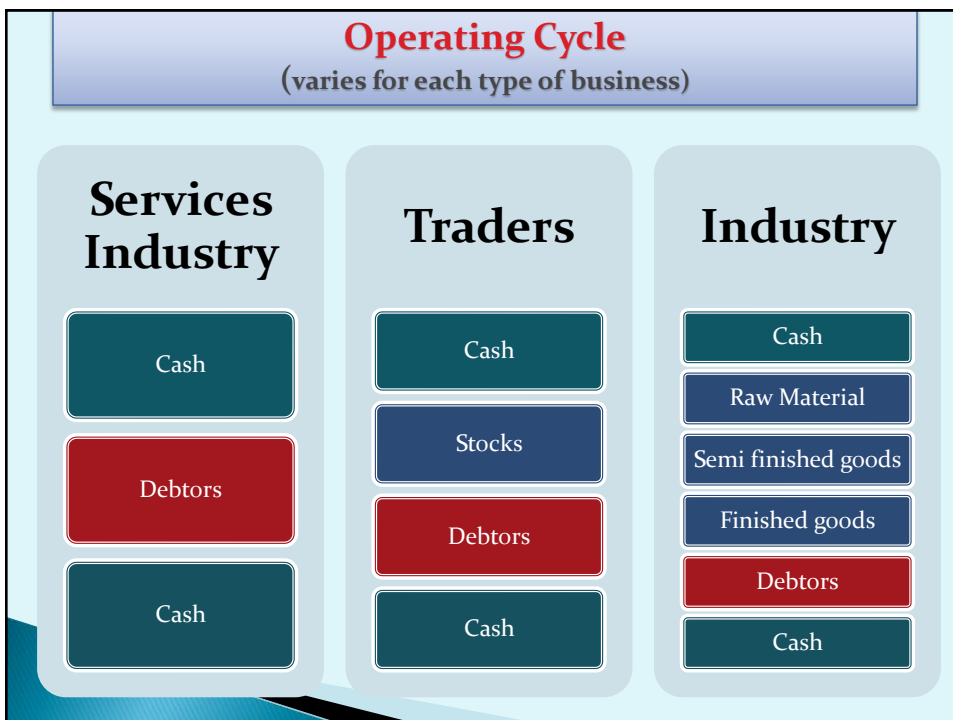 Operating Cycle
(varies for each type of business)
Services
Industry
Cash
Debtors
Cash
Traders
Cash
Stocks
Debtors
Cash
Industry
Cash
Raw Material
Semi finished goods
Finished goods
Debtors
Cash